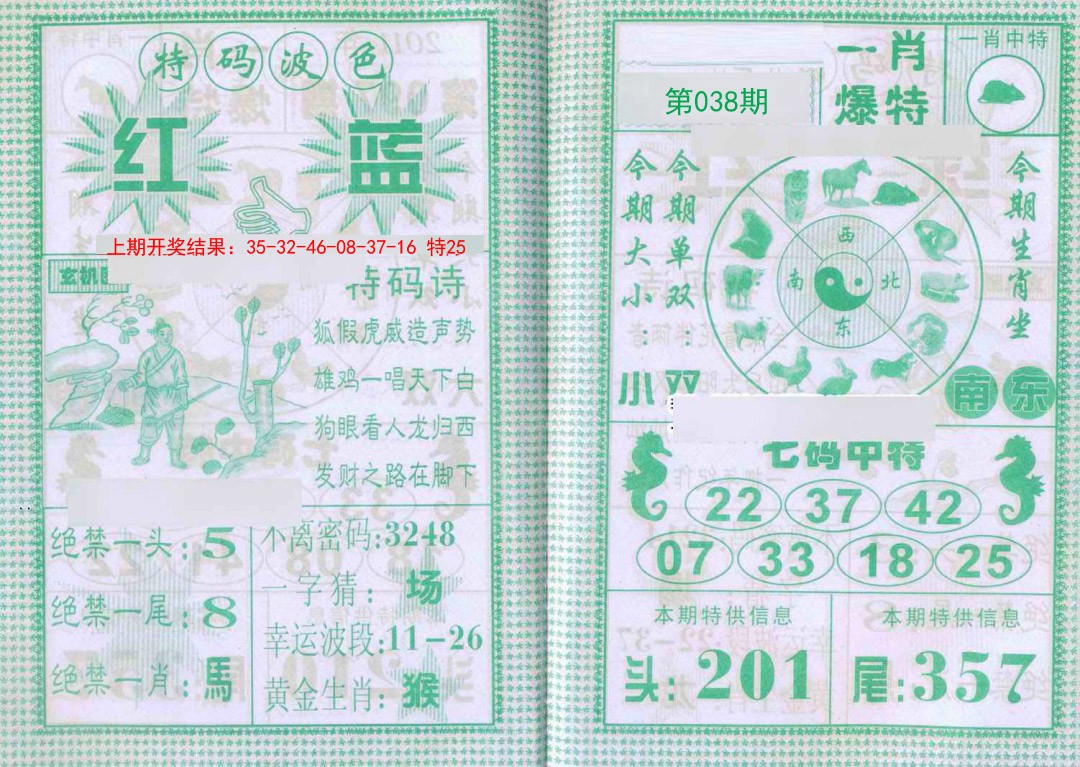 特码波色
红 蓝
上期开奖结果：35-32-46-08-37-16 特25
玄机
特码诗
狐假虎威造声势
雄鸡一唱天下白
狗眼看人龙归西
发财之路在脚下
绝禁一头:5
绝禁一尾:8
绝禁一肖:馬
不离密码:3248
一字猜:场
幸运波段:11-26
黄金生肖:猴
第038期
一肖
爆特
一肖中特
今期大小:小
今期单双:双
西
南 北
东
今期生肖坐
南 东
七码中特
22 37 42
07 33 18 25
本期特供信息
头:201
本期特供信息
尾:357